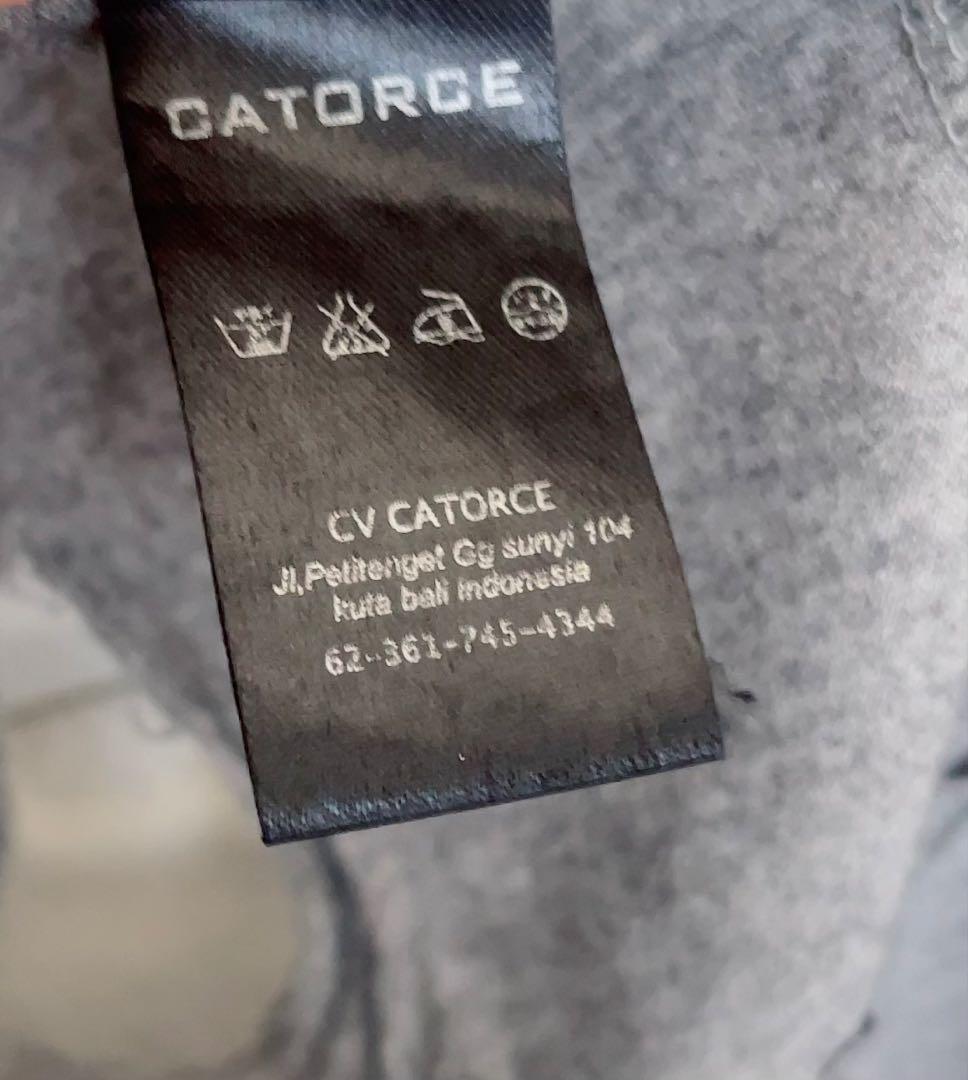 CATORCE
CV CATORCE
Jl,Petitenget Gg sunyi 104
kuta bali indonesia
62-361-745-4344